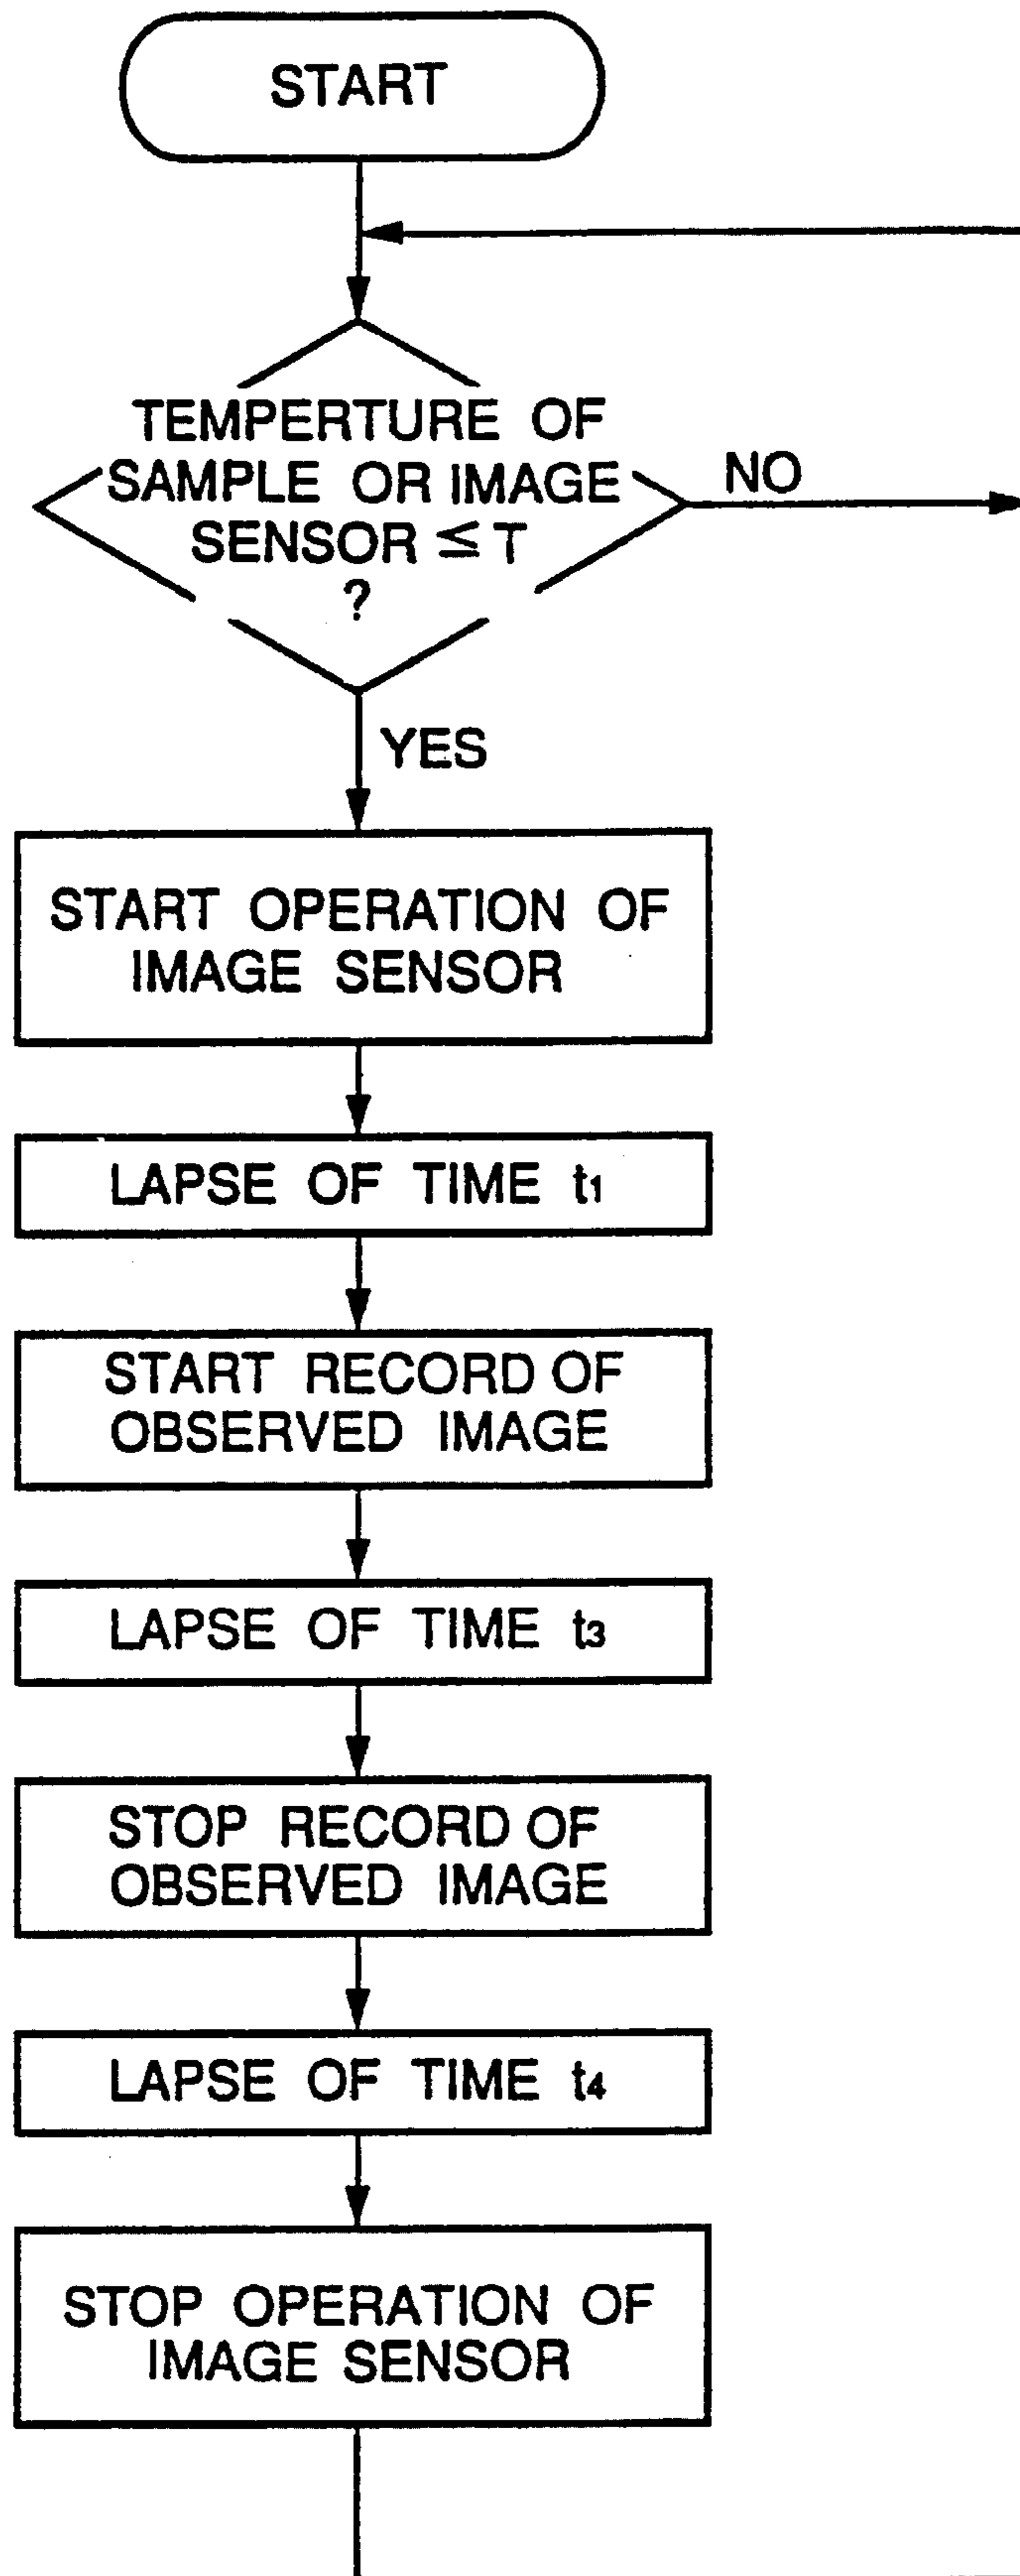 START
TEMPERTURE OF
SAMPLE OR IMAGE
SENSOR ≦ T
?
NO
YES
START OPERATION OF
IMAGE SENSOR
LAPSE OF TIME t1
START RECORD OF
OBSERVED IMAGE
LAPSE OF TIME t3
STOP RECORD OF
OBSERVED IMAGE
LAPSE OF TIME t4
STOP OPERATION OF
IMAGE SENSOR